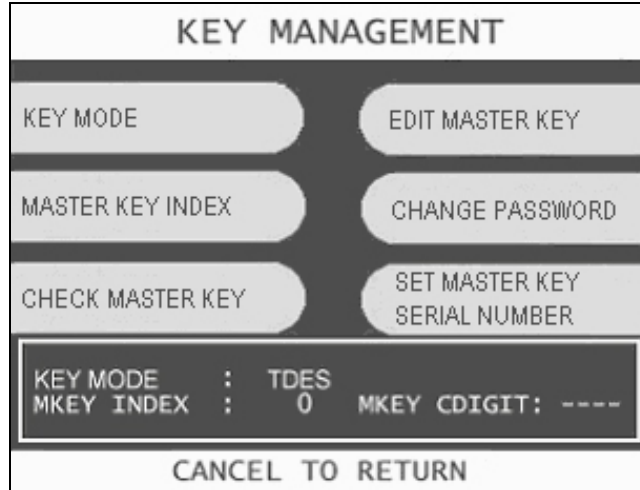 KEY MANAGEMENT
KEY MODE
EDIT MASTER KEY
MASTER KEY INDEX
CHANGE PASSWORD
CHECK MASTER KEY
SET MASTER KEY
SERIAL NUMBER
KEY MODE : TDES
MKEY INDEX : 0 MKEY CDIGIT: ----
CANCEL TO RETURN